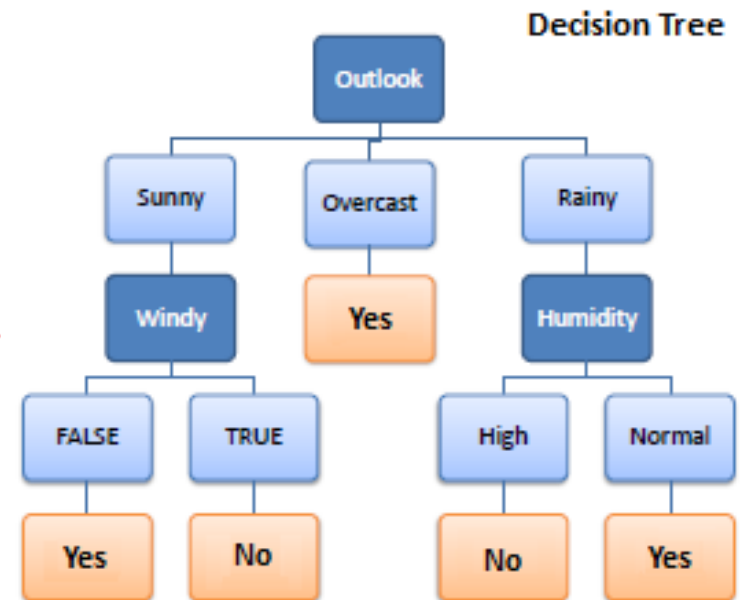 Decision Tree
Outlook
Sunny
Overcast
Rainy
Windy
Yes
Humidity
FALSE
TRUE
High
Normal
Yes
No
No
Yes